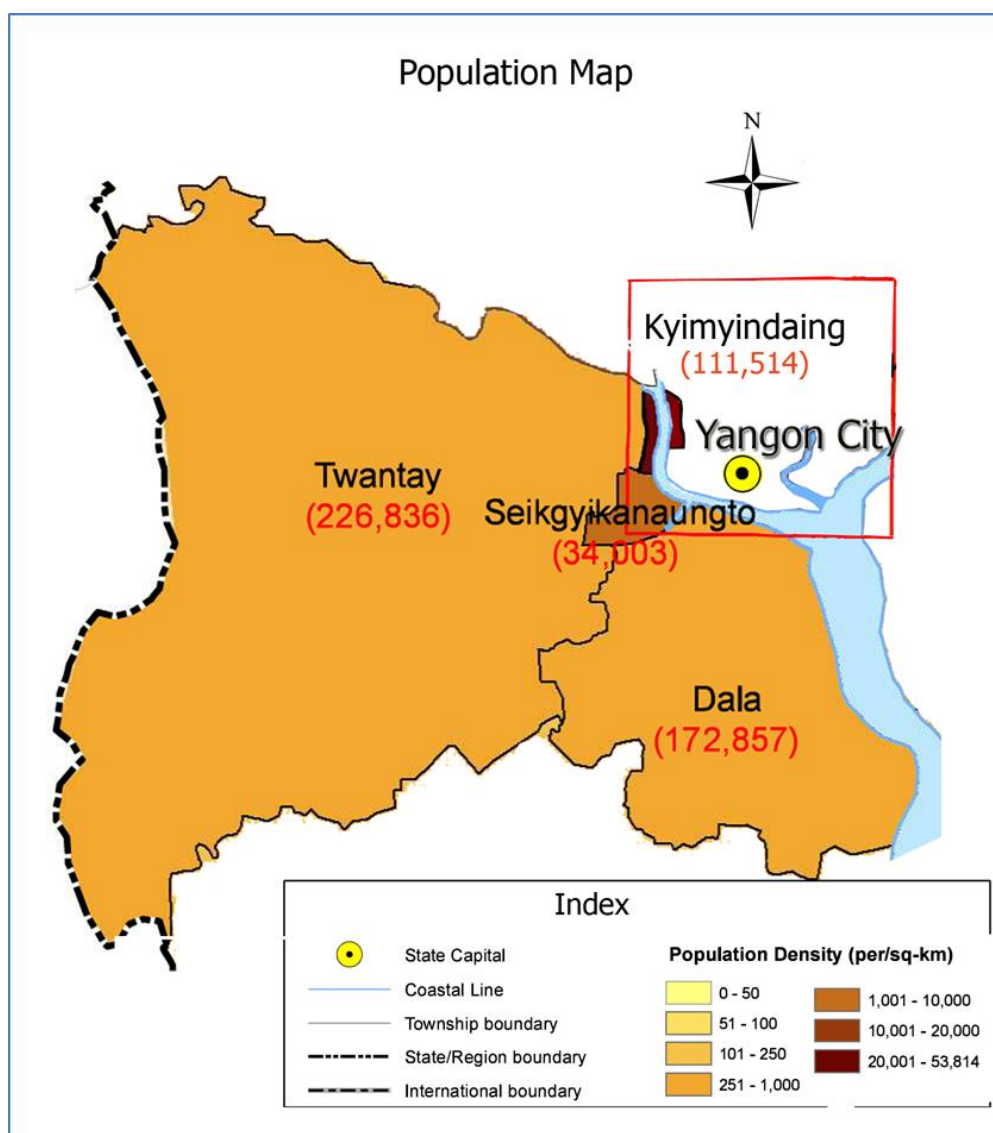 Population Map
N
Kyimyindaing
(111,514)
Yangon City
Twantay
(226,836)
Seikgyikanaungto
(34,003)
Dala
(172,857)
Index
State Capital
Coastal Line
Township boundary
State/Region boundary
International boundary
Population Density (per/sq-km)
0 - 50
51 - 100
101 - 250
251 - 1,000
1,001 - 10,000
10,001 - 20,000
20,001 - 53,814